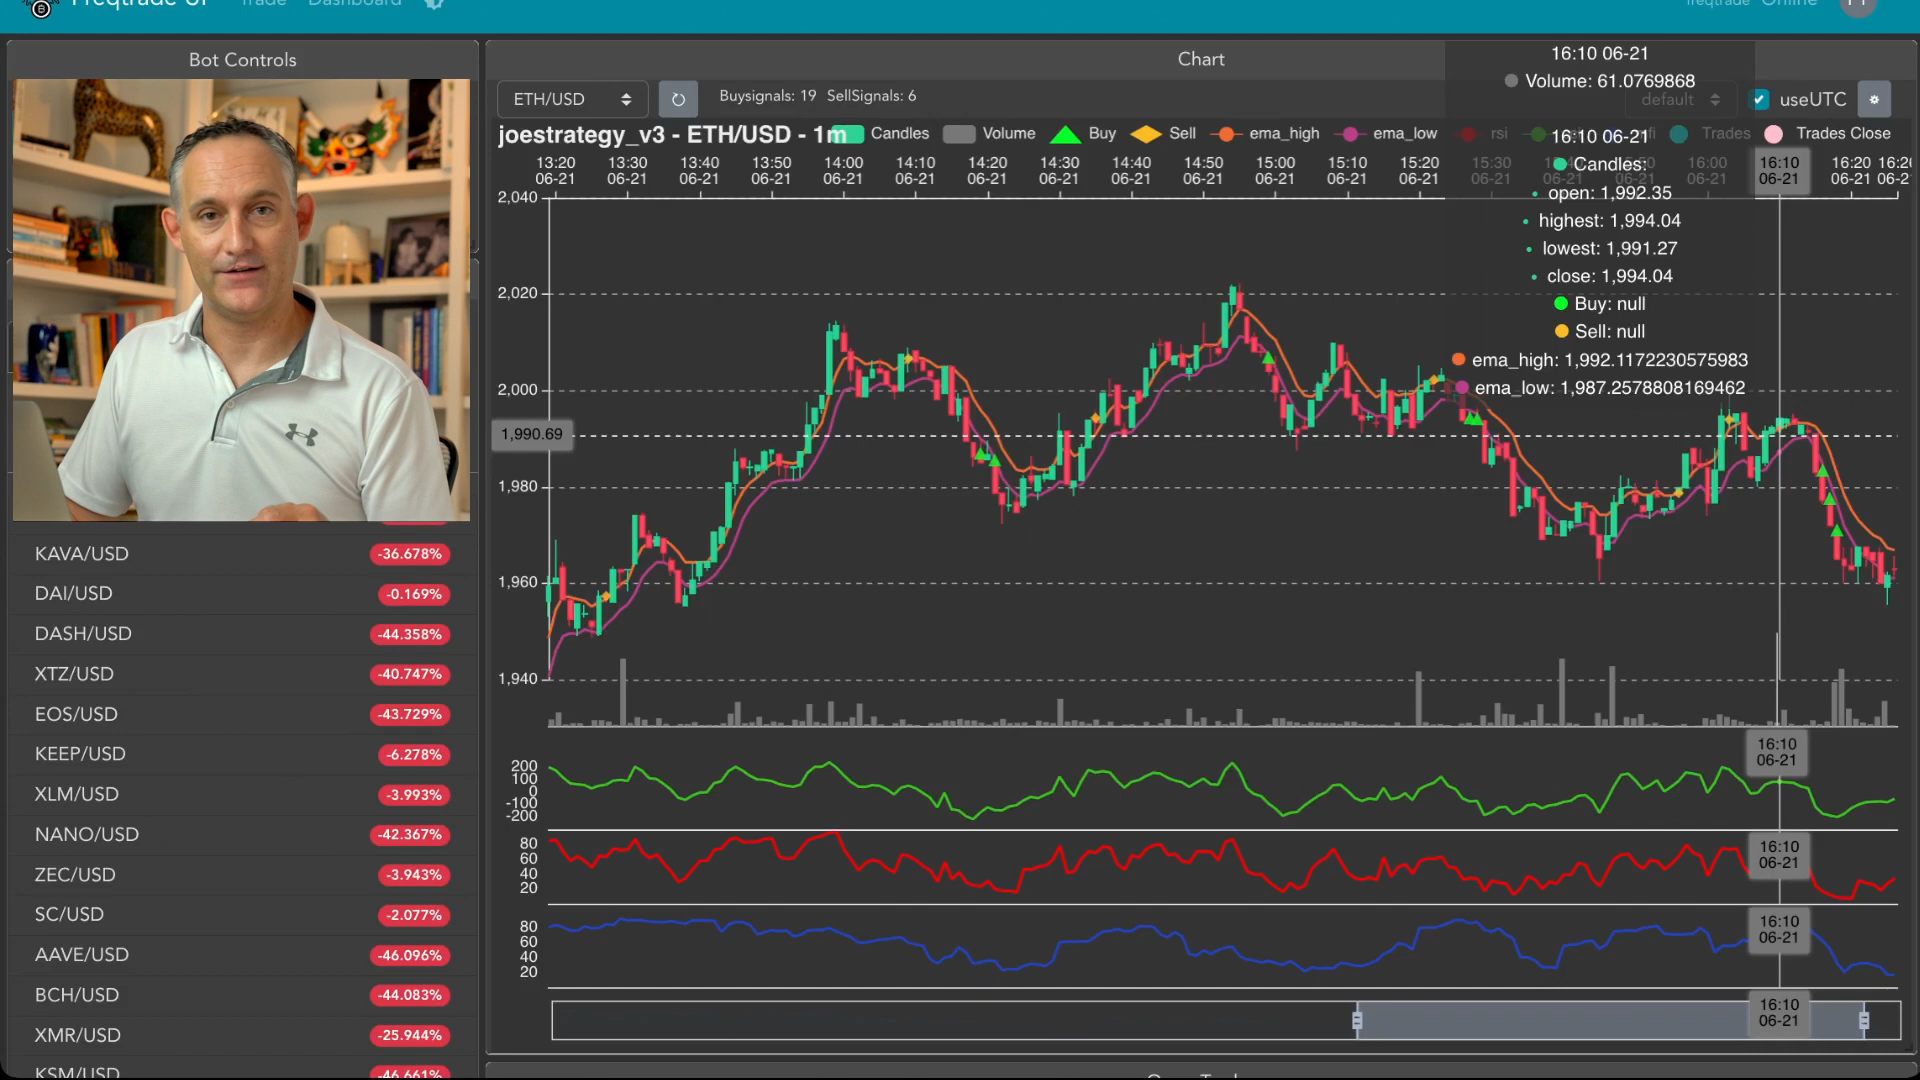 Freqtrade UI Trade Dashboard
freqtrade Online
FT
Bot Controls
Chart
ETH/USD
Buysignals: 19 SellSignals: 6
default
useUTC
joestrategy_v3 - ETH/USD - 1m
Candles Volume Buy Sell ema_high ema_low rsi Trades Trades Close
13:20 13:30 13:40 13:50 14:00 14:10 14:20 14:30 14:40 14:50 15:00 15:10 15:20 15:30 16:00 16:10 16:20
06-21 06-21 06-21 06-21 06-21 06-21 06-21 06-21 06-21 06-21 06-21 06-21 06-21 06-21 06-21 06-21 06-21 06-21
16:10 06-21
Volume: 61.0769868
16:10 06-21
Candles:
open: 1,992.35
highest: 1,994.04
lowest: 1,991.27
close: 1,994.04
Buy: null
Sell: null
ema_high: 1,992.1172230575983
ema_low: 1,987.2578808169462
2,040
2,020
2,000
1,990.69
1,980
1,960
1,940
16:10
06-21
200
100
0
-100
-200
16:10
06-21
80
60
40
20
16:10
06-21
80
60
40
20
16:10
06-21
KAVA/USD -36.678%
DAI/USD -0.169%
DASH/USD -44.358%
XTZ/USD -40.747%
EOS/USD -43.729%
KEEP/USD -6.278%
XLM/USD -3.993%
NANO/USD -42.367%
ZEC/USD -3.943%
SC/USD -2.077%
AAVE/USD -46.096%
BCH/USD -44.083%
XMR/USD -25.944%
KSM/USD -46.661%